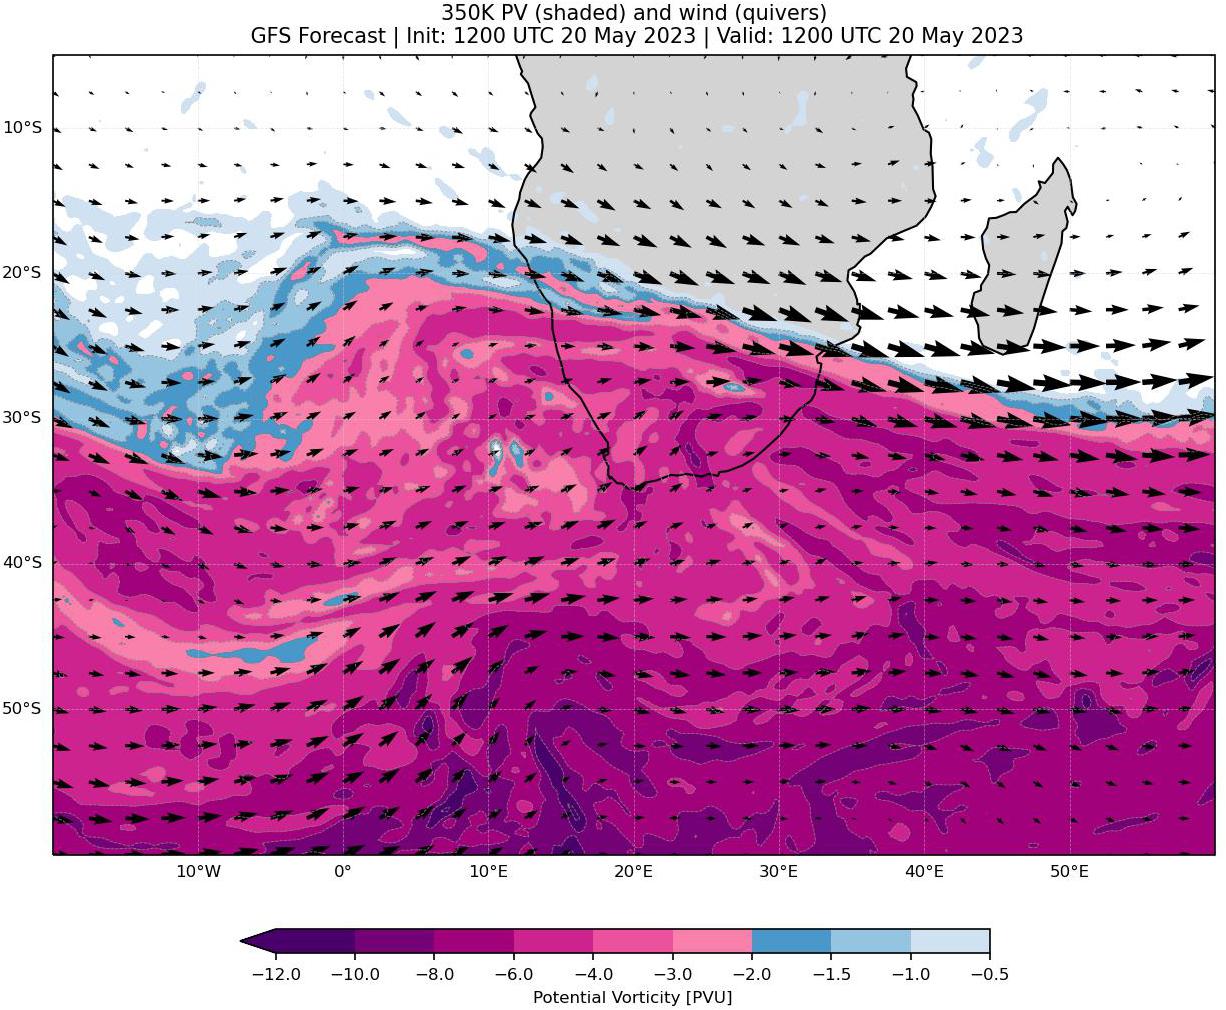 350K PV (shaded) and wind (quivers)
GFS Forecast | Init: 1200 UTC 20 May 2023 | Valid: 1200 UTC 20 May 2023
10°S
20°S
30°S
40°S
50°S
10°W 0° 10°E 20°E 30°E 40°E 50°E
−12.0 −10.0 −8.0 −6.0 −4.0 −3.0 −2.0 −1.5 −1.0 −0.5
Potential Vorticity [PVU]